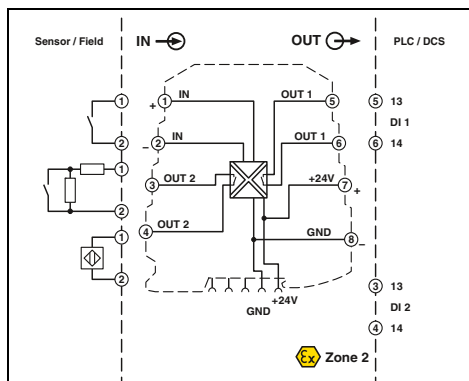 Sensor / Field
IN
OUT
PLC / DCS
1
2
1
2
1
2
+ 1 IN
− 2 IN
3 OUT 2
4 OUT 2
OUT 1 5
OUT 1 6
+24V 7 +
GND 8 −
GND
+24V
5 13
DI 1
6 14
3 13
DI 2
4 14
Ex Zone 2